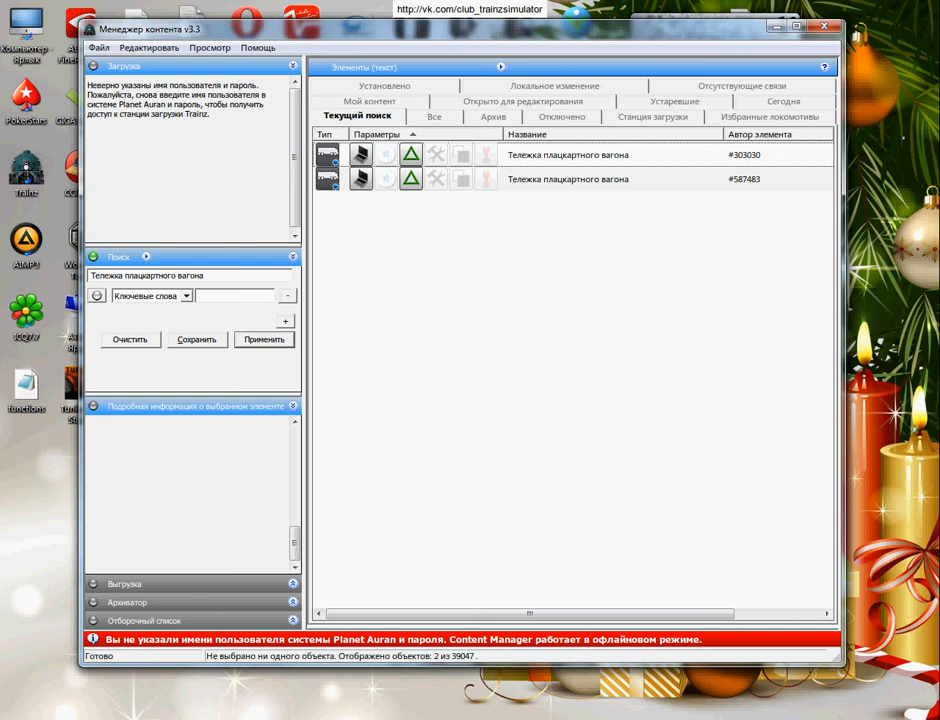 http://vk.com/club_trainzsimulator
Менеджер контента v3.3
Файл Редактировать Просмотр Помощь
Загрузка
Неверно указаны имя пользователя и пароль.
Пожалуйста, снова введите имя пользователя в
системе Planet Auran и пароль, чтобы получить
доступ к станции загрузки Trainz.
Поиск
Тележка плацкартного вагона
Ключевые слова
-
+
Очистить Сохранить Применить
Подробная информация о выбранном элементе
Выгрузка
Архиватор
Отборочный список
Элементы (текст)
Установлено Локальное изменение Отсутствующие связи
Мой контент Открыто для редактирования Устаревшие Сегодня
Текущий поиск Все Архив Отключено Станция загрузки Избранные локомотивы
Тип Параметры Название Автор элемента
Тележка плацкартного вагона #303030
Тележка плацкартного вагона #587483
Вы не указали имени пользователя системы Planet Auran и пароля. Content Manager работает в офлайновом режиме.
Готово Не выбрано ни одного объекта. Отображено объектов: 2 из 39047 .
Компьютер -
Ярлык
PokerStars
Trainz
AIMP3
ICQ7.7
functions